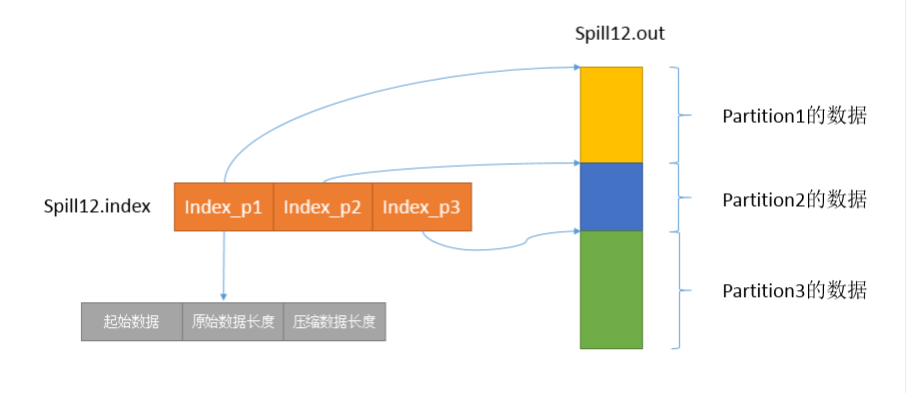 Spill12.out
Partition1的数据
Partition2的数据
Spill12.index
Index_p1
Index_p2
Index_p3
Partition3的数据
起始数据
原始数据长度
压缩数据长度